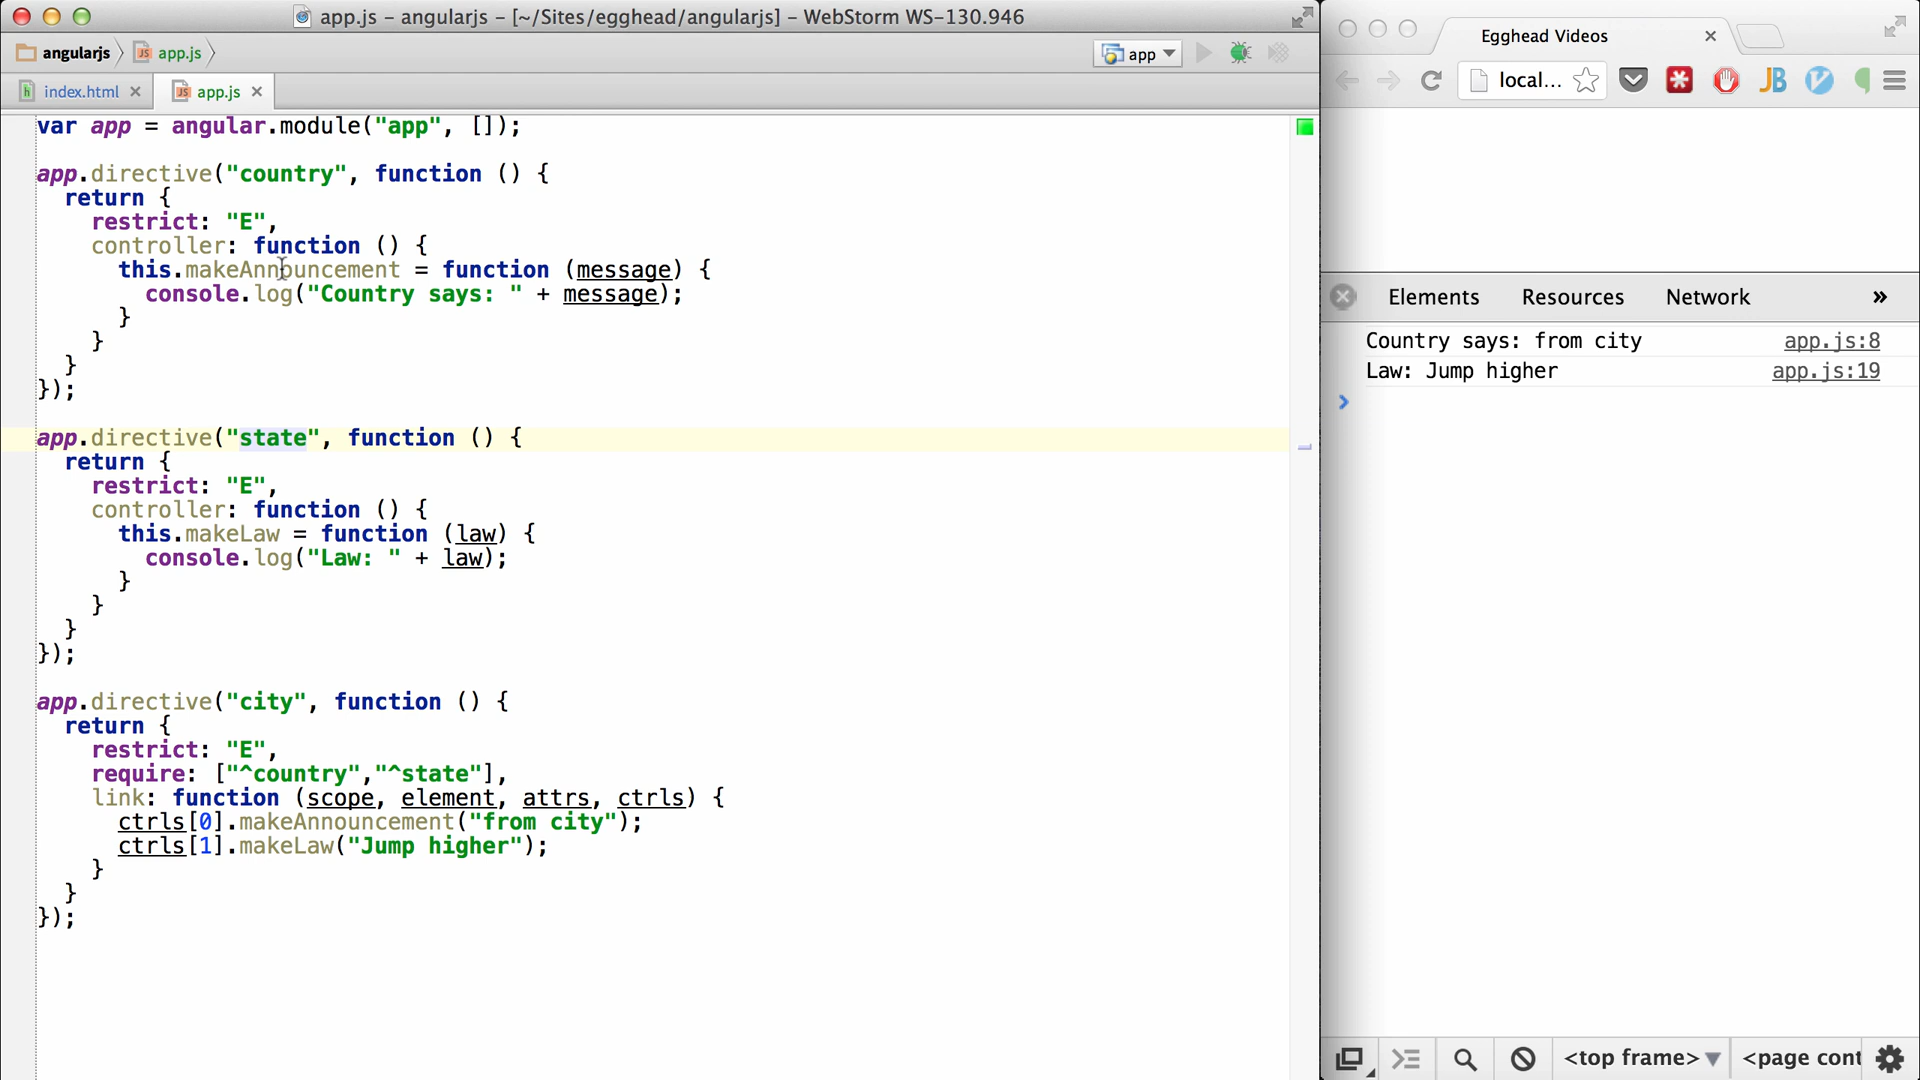 app.js – angularjs – [~/Sites/egghead/angularjs] – WebStorm WS-130.946
angularjs
app.js
app
index.html
app.js
var app = angular.module("app", []);
app.directive("country", function () {
  return {
    restrict: "E",
    controller: function () {
      this.makeAnnouncement = function (message) {
        console.log("Country says: " + message);
      }
    }
  }
});
app.directive("state", function () {
  return {
    restrict: "E",
    controller: function () {
      this.makeLaw = function (law) {
        console.log("Law: " + law);
      }
    }
  }
});
app.directive("city", function () {
  return {
    restrict: "E",
    require: ["^country","^state"],
    link: function (scope, element, attrs, ctrls) {
      ctrls[0].makeAnnouncement("from city");
      ctrls[1].makeLaw("Jump higher");
    }
  }
});
Egghead Videos
local...
JB
Elements Resources Network »
Country says: from city app.js:8
Law: Jump higher app.js:19
<top frame> <page cont